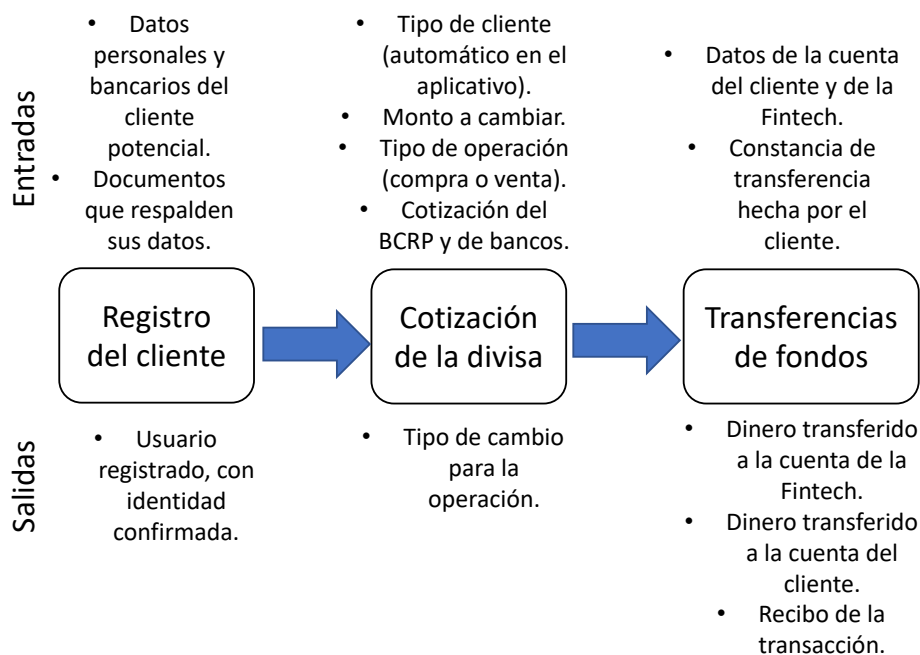 Entradas
• Datos
personales y
bancarios del
cliente
potencial.
• Documentos
que respalden
sus datos.
• Tipo de cliente
(automático en el
aplicativo).
• Monto a cambiar.
• Tipo de operación
(compra o venta).
• Cotización del
BCRP y de bancos.
• Datos de la cuenta
del cliente y de la
Fintech.
• Constancia de
transferencia
hecha por el
cliente.
Registro
del cliente
Cotización
de la divisa
Transferencias
de fondos
Salidas
• Usuario
registrado, con
identidad
confirmada.
• Tipo de cambio
para la
operación.
• Dinero transferido
a la cuenta de la
Fintech.
• Dinero transferido
a la cuenta del
cliente.
• Recibo de la
transacción.